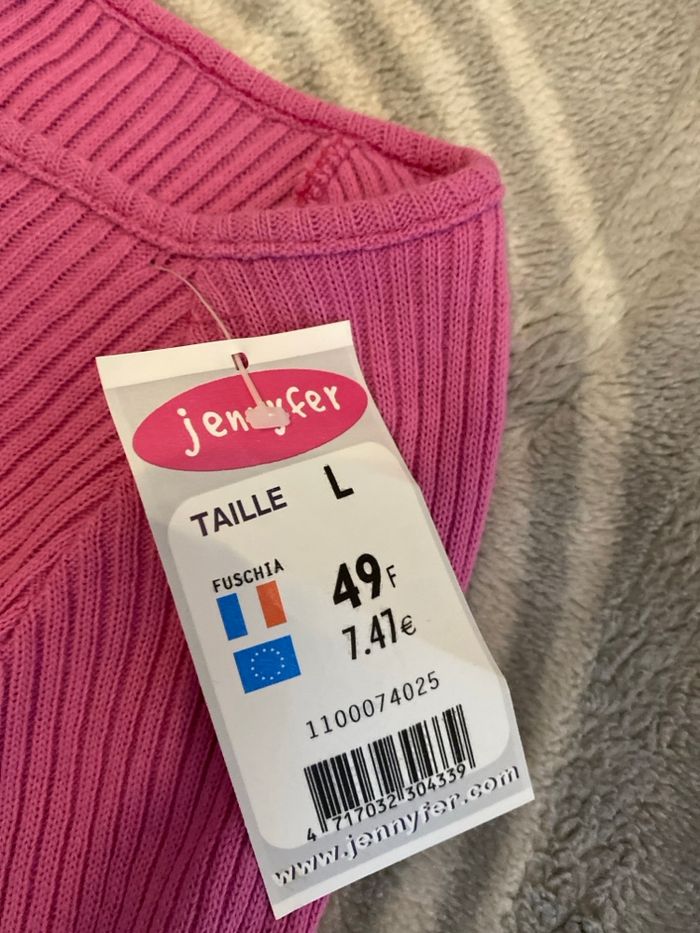 jennyfer
TAILLE L
FUSCHIA
49F
7.47€
1100074025
4 717032 304339
www.jennyfer.com